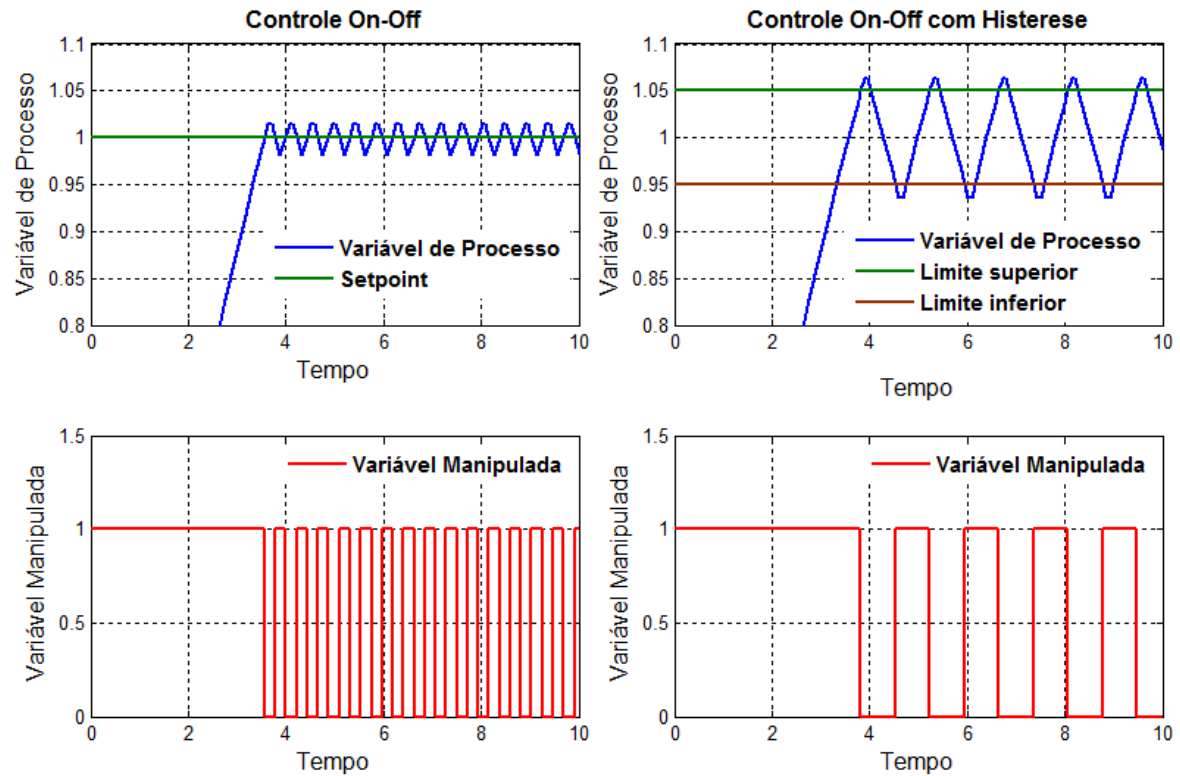 Controle On-Off
Variável de Processo
1.1
1.05
1
0.95
0.9
0.85
0.8
Variável de Processo
Setpoint
0 2 4 6 8 10
Tempo
Controle On-Off com Histerese
Variável de Processo
1.1
1.05
1
0.95
0.9
0.85
0.8
Variável de Processo
Limite superior
Limite inferior
0 2 4 6 8 10
Tempo
Variável Manipulada
1.5
1
0.5
0
Variável Manipulada
0 2 4 6 8 10
Tempo
Variável Manipulada
1.5
1
0.5
0
Variável Manipulada
0 2 4 6 8 10
Tempo